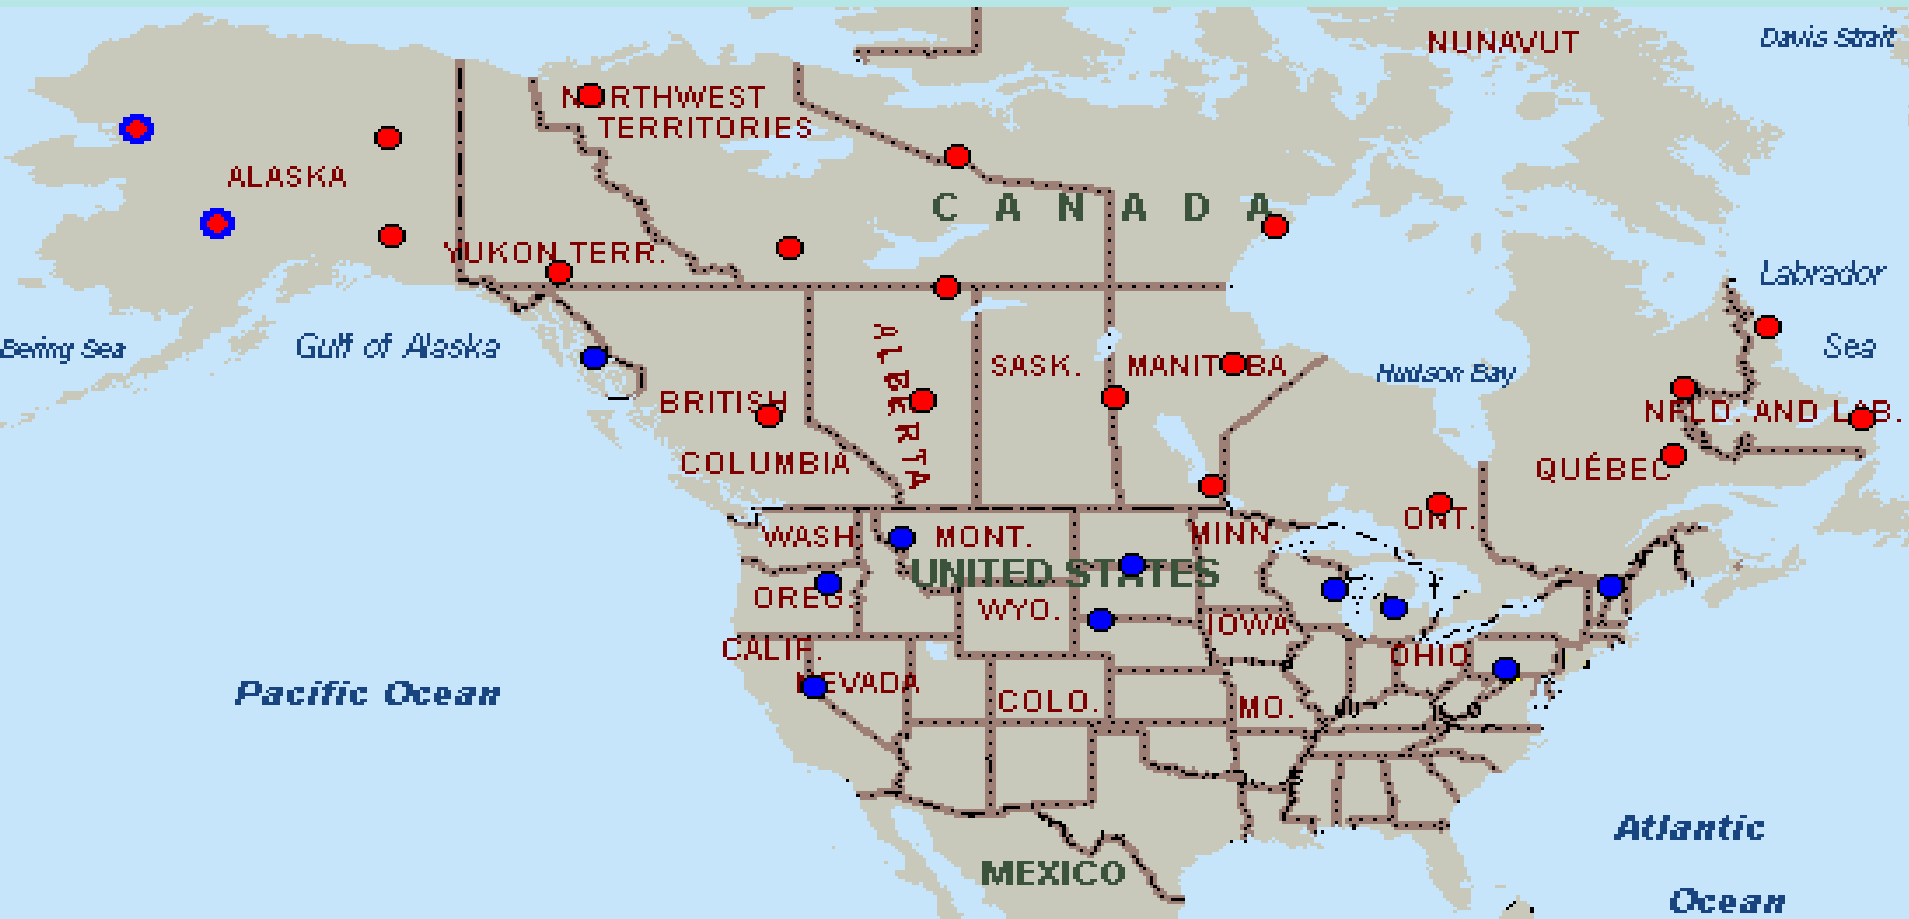 NUNAVUT
Davis Strait
NORTHWEST
TERRITORIES
ALASKA
CANADA
YUKON TERR.
Labrador
Sea
Bering Sea
Gulf of Alaska
ALBERTA
SASK.
MANITOBA
Hudson Bay
BRITISH
COLUMBIA
NFLD. AND LAB.
QUÉBEC
ONT.
WASH.
MONT.
MINN
UNITED STATES
OREG.
WYO.
IOWA
CALIF.
OHIO
NEVADA
Pacific Ocean
COLO.
MO.
Atlantic
Ocean
MEXICO